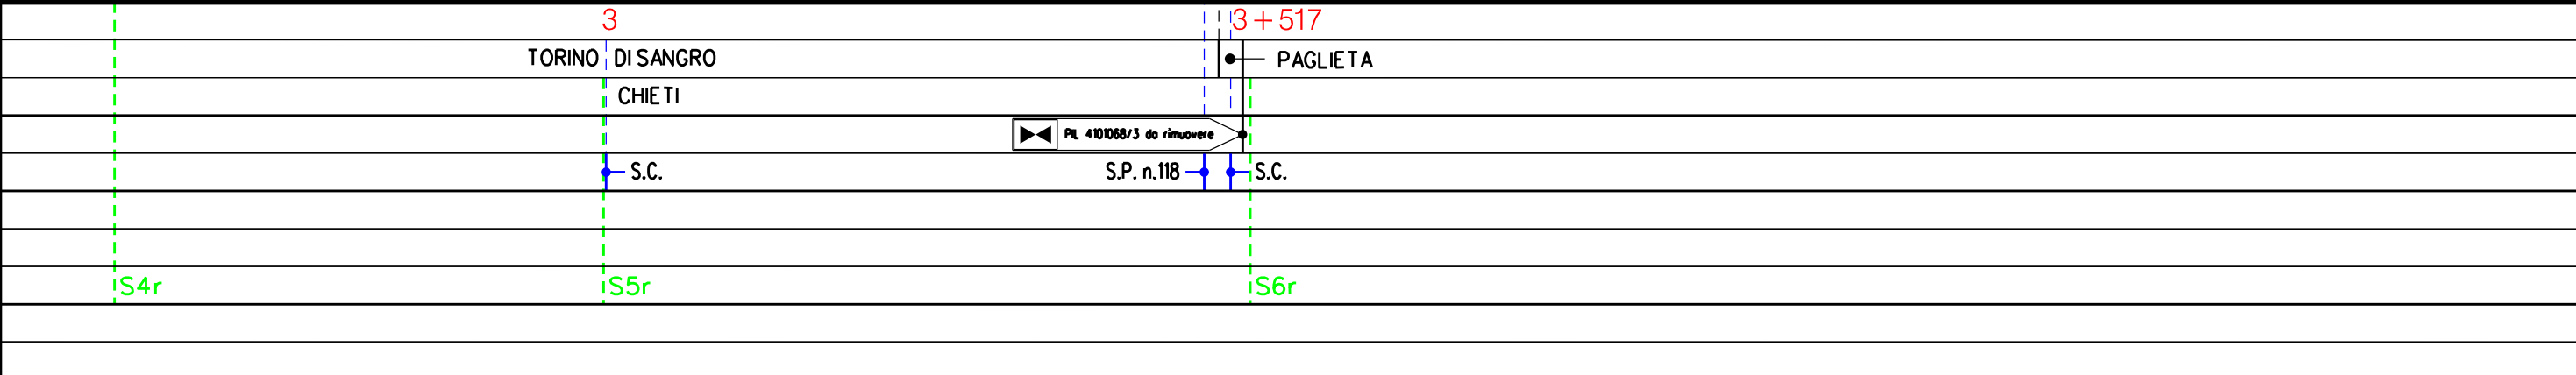 3 3+517
TORINO DI SANGRO PAGLIETA
CHIETI
PIL 4101068/3 da rimuovere
S.C. S.P. n.118 S.C.
S4r S5r S6r